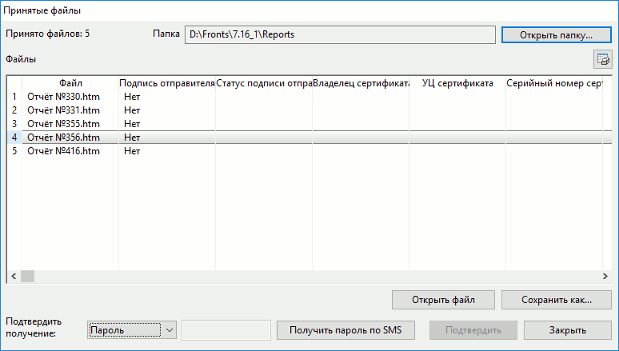 Принятые файлы
Принято файлов: 5 Папка D:\Fronts\7.16_1\Reports Открыть папку...
Файлы
Файл Подпись отправителя Статус подписи отпра Владелец сертификата УЦ сертификата Серийный номер серт
1 Отчёт №330.htm Нет
2 Отчёт №331.htm Нет
3 Отчёт №355.htm Нет
4 Отчёт №356.htm Нет
5 Отчёт №416.htm Нет
Открыть файл Сохранить как...
Подтвердить
получение: Пароль Получить пароль по SMS Подтвердить Закрыть